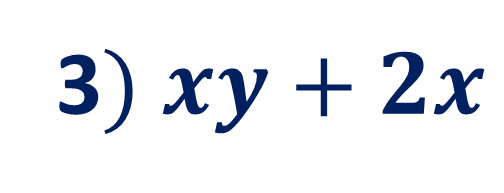 3) xy + 2x